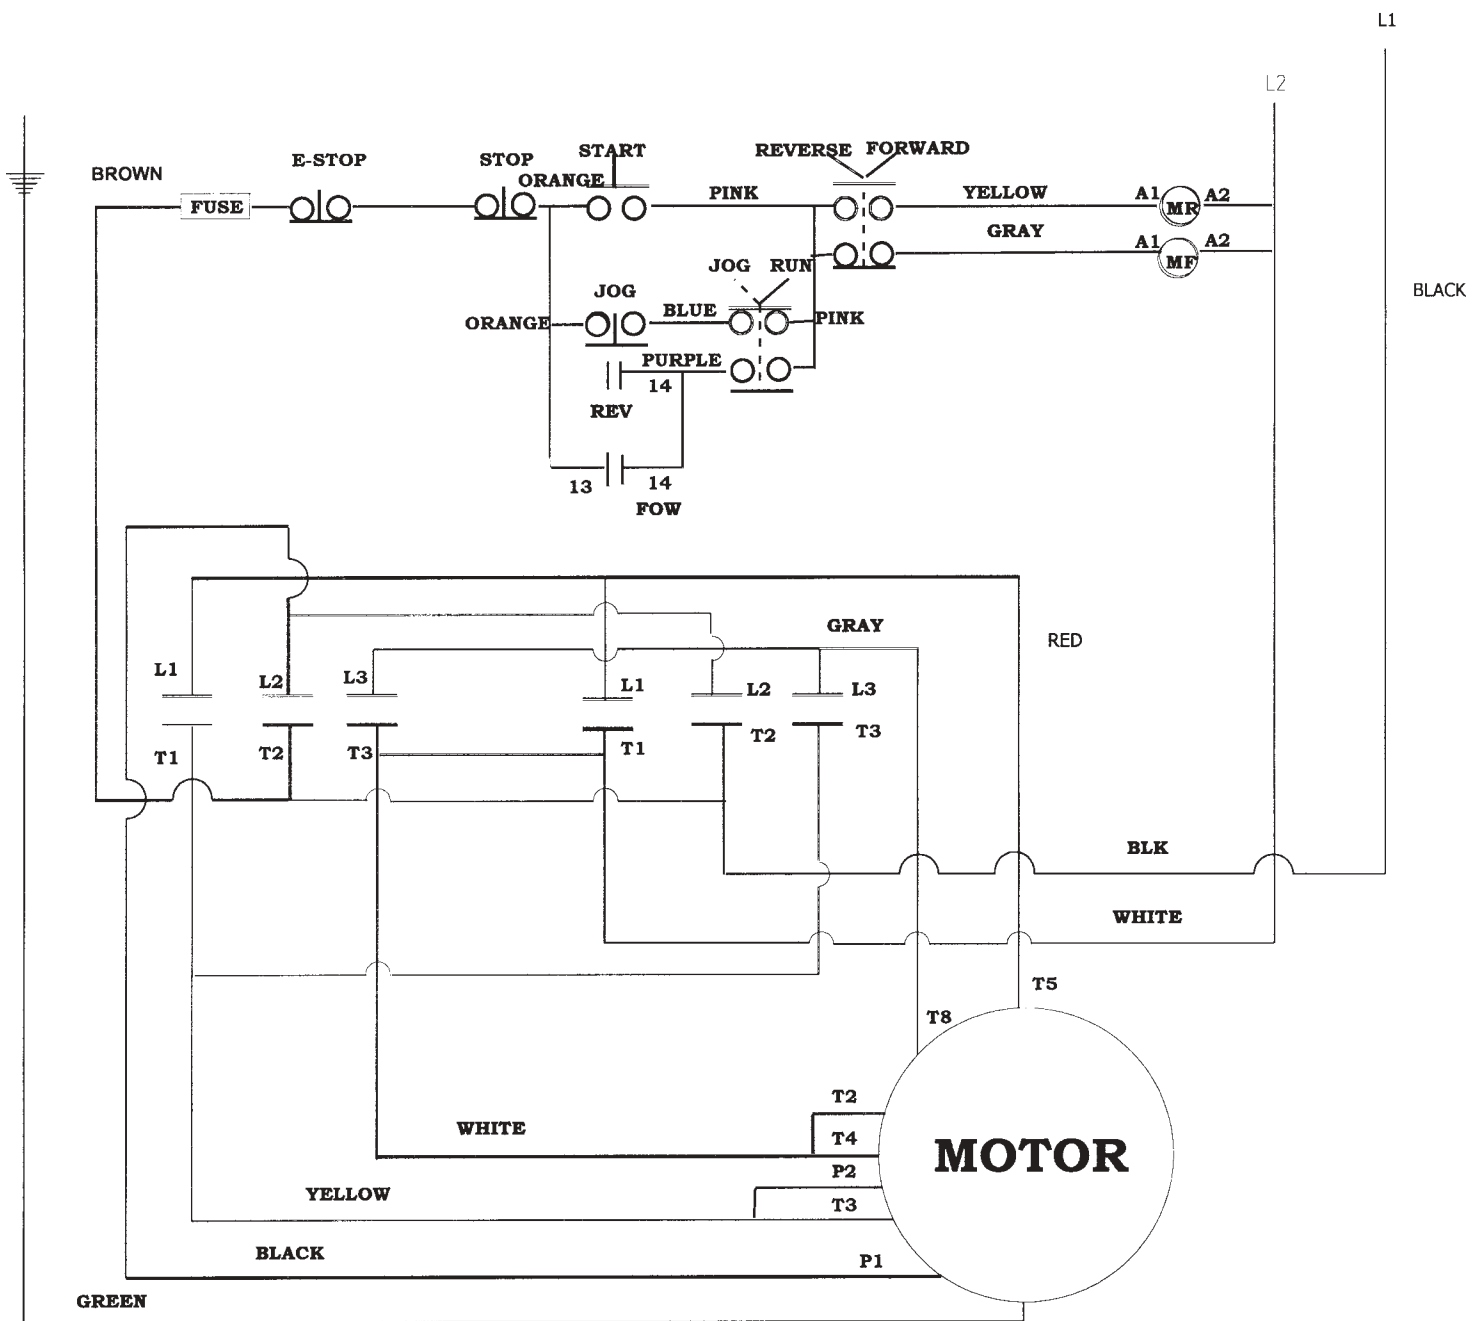 L1
L2
E-STOP
STOP
START
REVERSE FORWARD
BROWN
ORANGE
FUSE
PINK
YELLOW
A1
MR
A2
GRAY
A1
MF
A2
JOG RUN
BLACK
JOG
ORANGE
BLUE
PINK
PURPLE
14
REV
13
14
FOW
GRAY
RED
L1
L2
L3
L1
L2
L3
T1
T2
T3
T1
T2
T3
BLK
WHITE
T5
T8
T2
WHITE
T4
MOTOR
P2
YELLOW
T3
BLACK
P1
GREEN